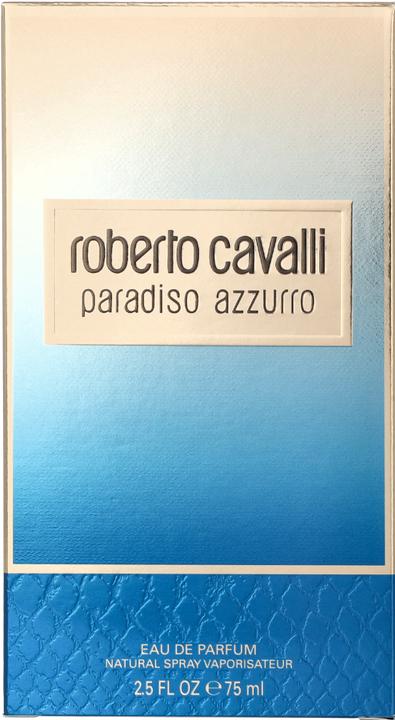 roberto cavalli
paradiso azzurro
EAU DE PARFUM
NATURAL SPRAY VAPORISATEUR
2.5 FL OZ ℮ 75 ml